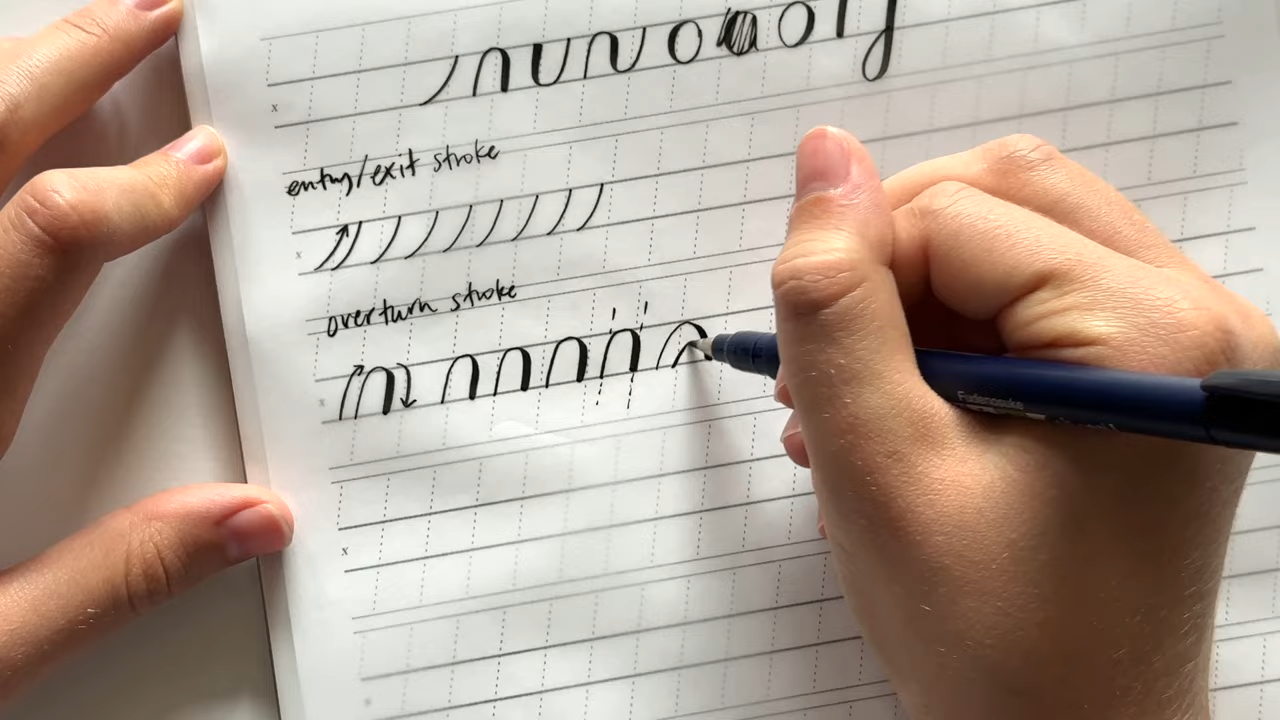 x
entry/exit stroke
x
overturn stroke
x
x
x
Fudenosuke